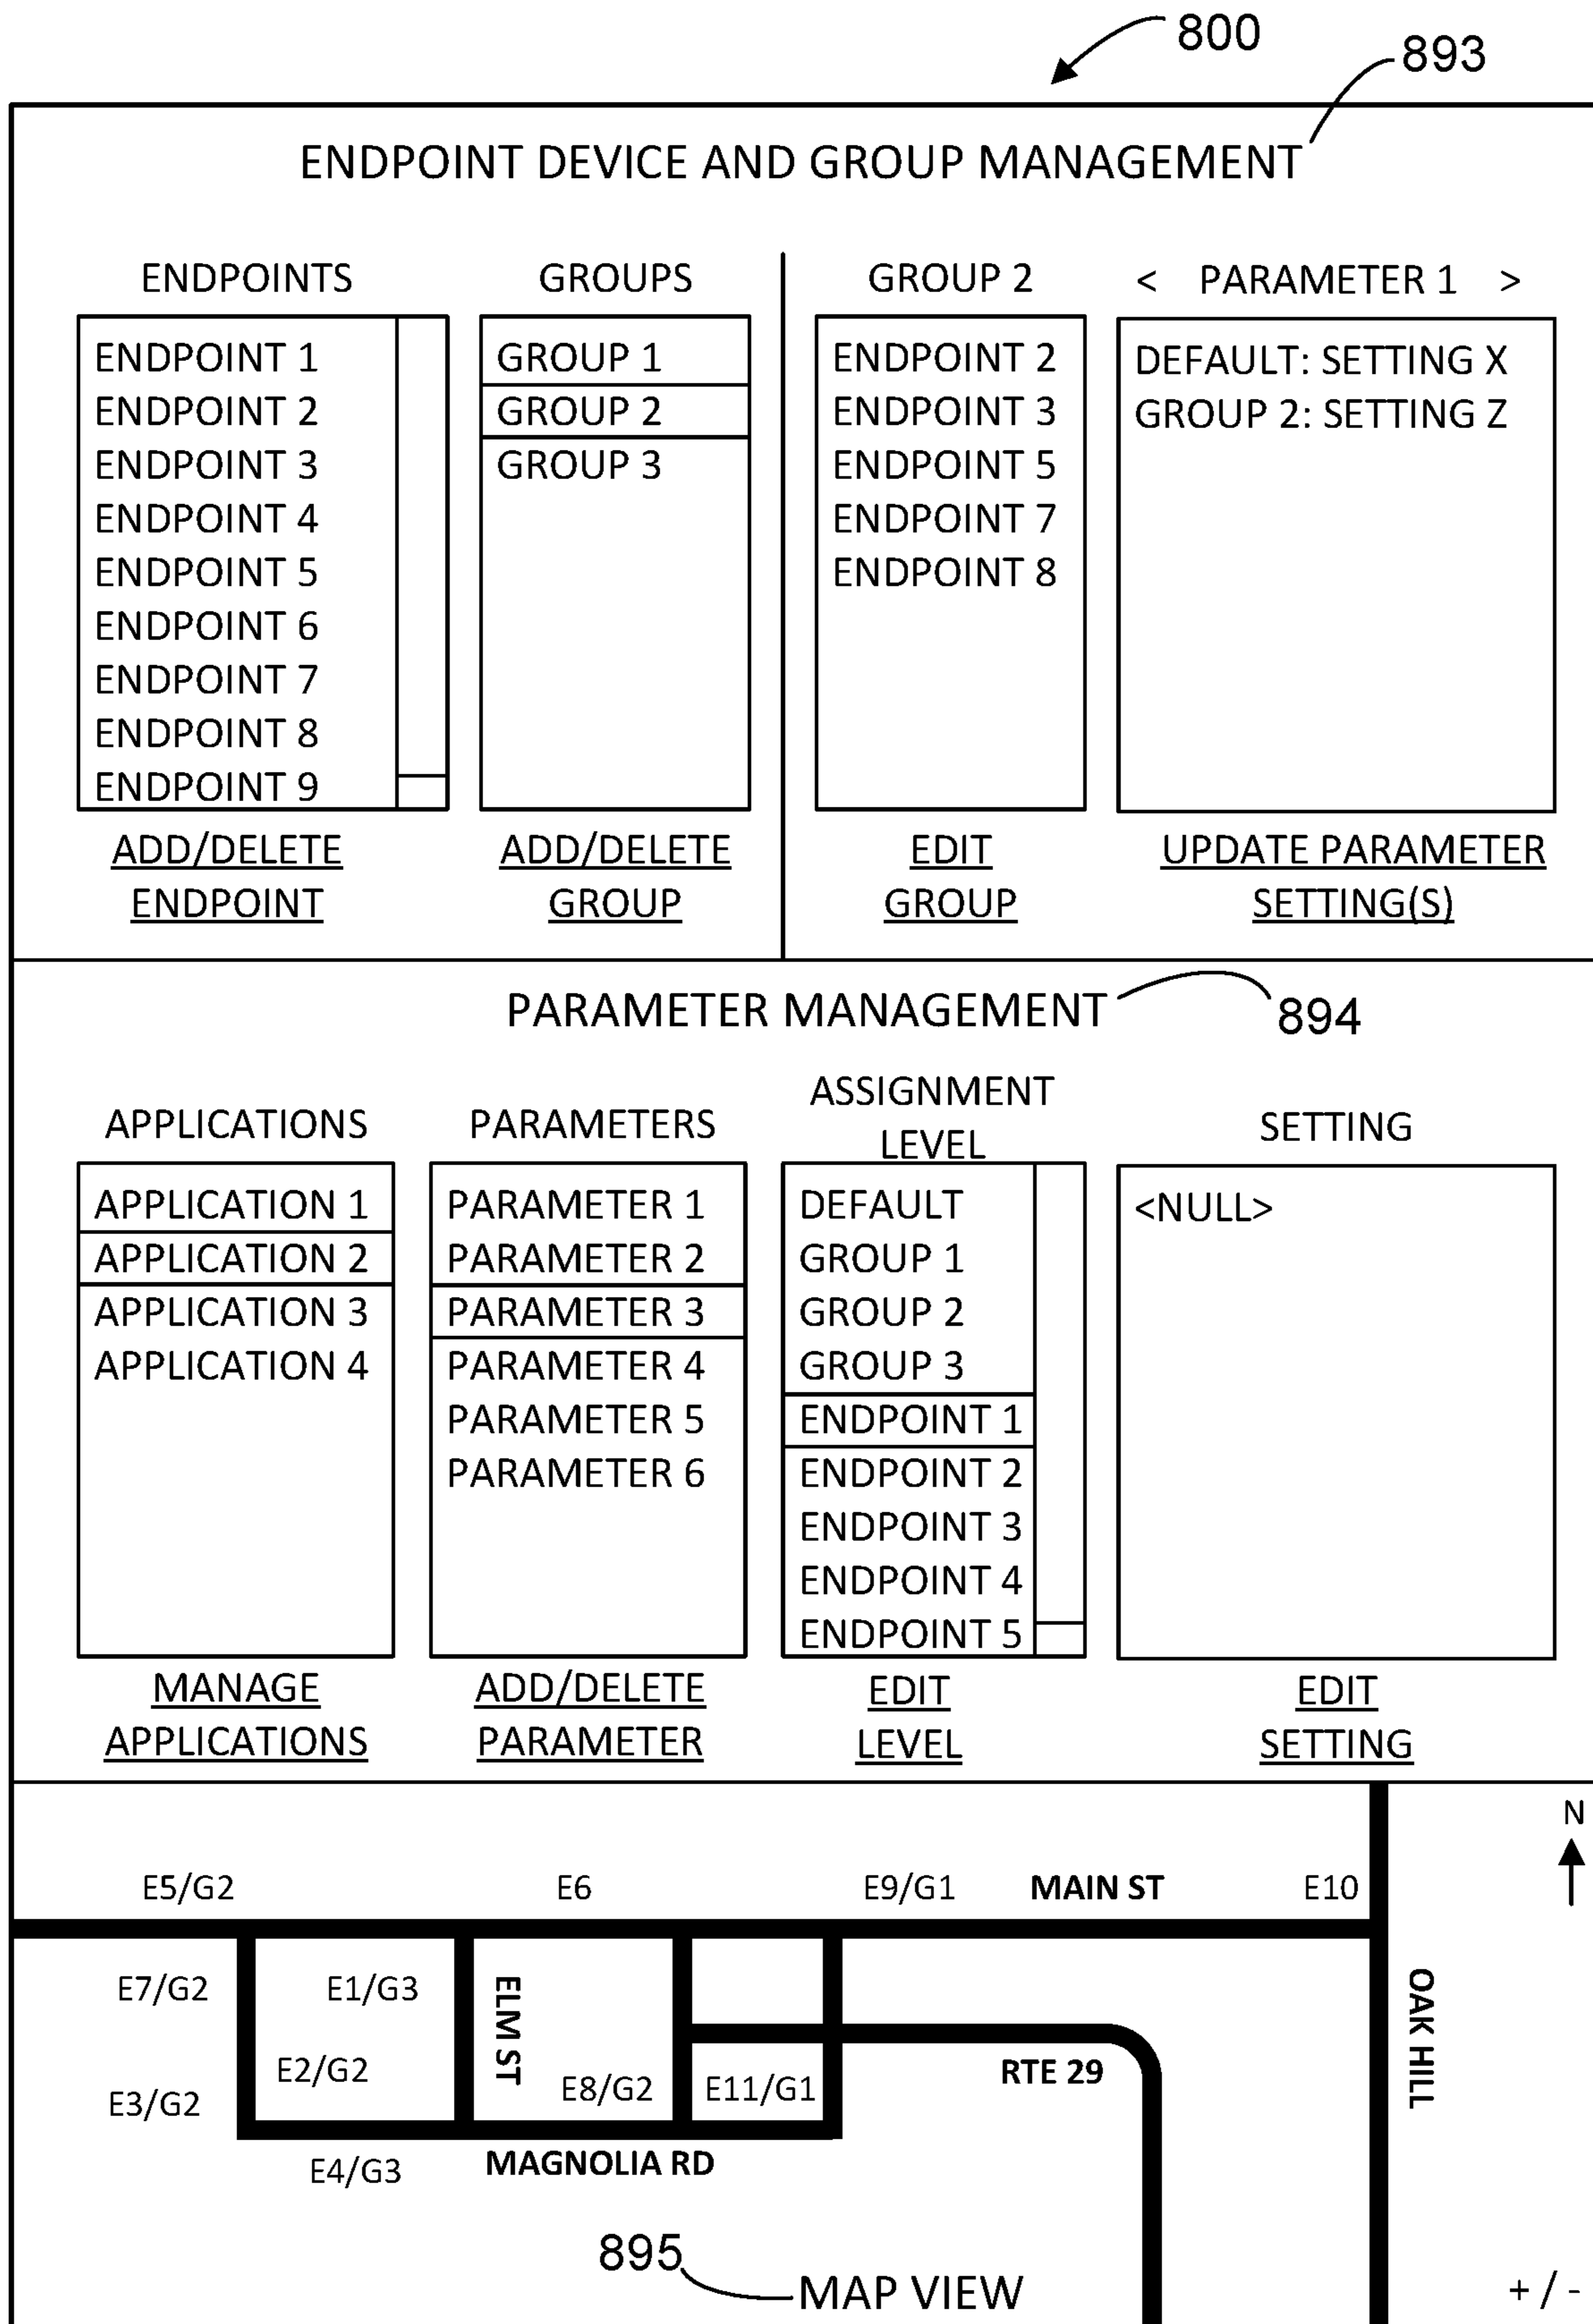 800
893
ENDPOINT DEVICE AND GROUP MANAGEMENT
ENDPOINTS
ENDPOINT 1
ENDPOINT 2
ENDPOINT 3
ENDPOINT 4
ENDPOINT 5
ENDPOINT 6
ENDPOINT 7
ENDPOINT 8
ENDPOINT 9
ADD/DELETE
ENDPOINT
GROUPS
GROUP 1
GROUP 2
GROUP 3
ADD/DELETE
GROUP
GROUP 2
ENDPOINT 2
ENDPOINT 3
ENDPOINT 5
ENDPOINT 7
ENDPOINT 8
EDIT
GROUP
< PARAMETER 1 >
DEFAULT: SETTING X
GROUP 2: SETTING Z
UPDATE PARAMETER
SETTING(S)
PARAMETER MANAGEMENT
894
APPLICATIONS
APPLICATION 1
APPLICATION 2
APPLICATION 3
APPLICATION 4
MANAGE
APPLICATIONS
PARAMETERS
PARAMETER 1
PARAMETER 2
PARAMETER 3
PARAMETER 4
PARAMETER 5
PARAMETER 6
ADD/DELETE
PARAMETER
ASSIGNMENT
LEVEL
DEFAULT
GROUP 1
GROUP 2
GROUP 3
ENDPOINT 1
ENDPOINT 2
ENDPOINT 3
ENDPOINT 4
ENDPOINT 5
EDIT
LEVEL
SETTING
<NULL>
EDIT
SETTING
N
E5/G2
E6
E9/G1
MAIN ST
E10
E7/G2
E1/G3
ELM ST
OAK HILL
E2/G2
E3/G2
E8/G2
E11/G1
RTE 29
E4/G3
MAGNOLIA RD
895
MAP VIEW
+ / -